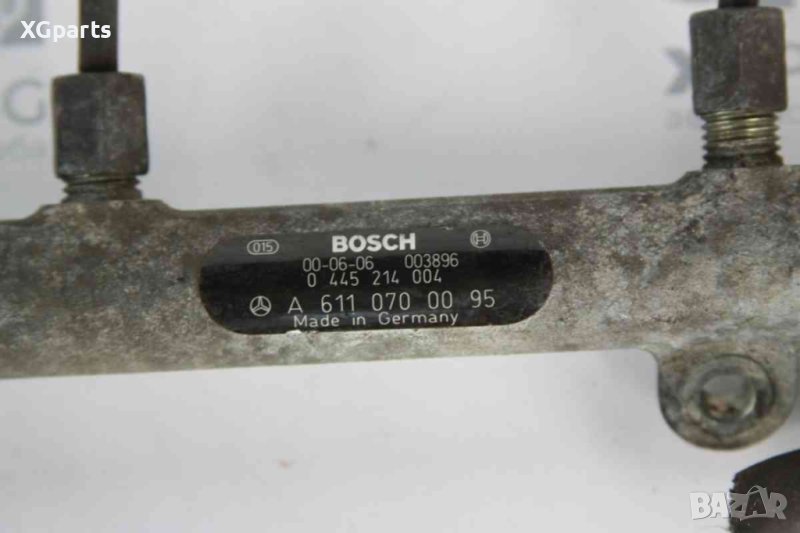 XGparts
015 BOSCH
00-06-06 003896
0 445 214 004
A 611 070 00 95
Made in Germany
BAZAR